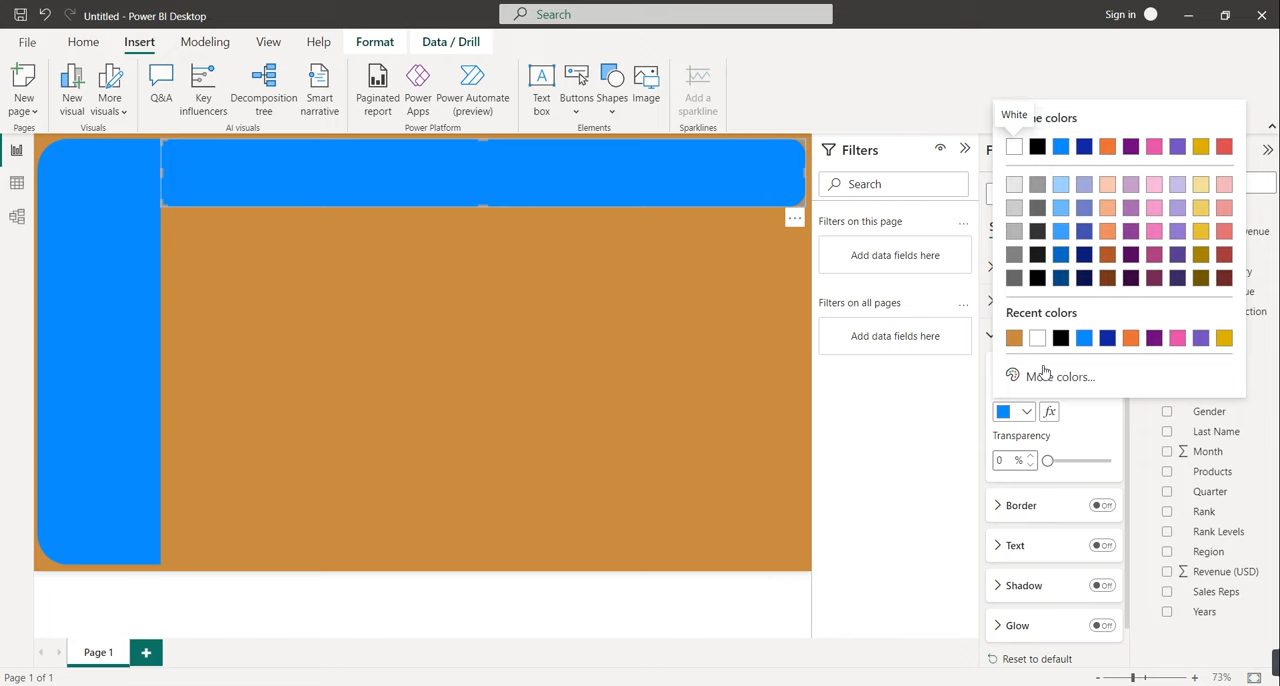 Untitled - Power BI Desktop
Search
Sign in
File
Home
Insert
Modeling
View
Help
Format
Data / Drill
New
page
New
visual
More
visuals
Q&A
Key
influencers
Decomposition
tree
Smart
narrative
Paginated
report
Power
Apps
Power Automate
(preview)
Text
box
Buttons
Shapes
Image
Add a
sparkline
Pages
Visuals
AI visuals
Power Platform
Elements
Sparklines
Filters
Search
Filters on this page
...
Add data fields here
Filters on all pages
...
Add data fields here
White
e colors
Recent colors
More colors...
fx
Transparency
0 %
Border
Off
Text
Off
Shadow
Off
Glow
Off
Reset to default
Gender
Last Name
Σ Month
Products
Quarter
Rank
Rank Levels
Region
Σ Revenue (USD)
Sales Reps
Years
Page 1
Page 1 of 1
- + 73%